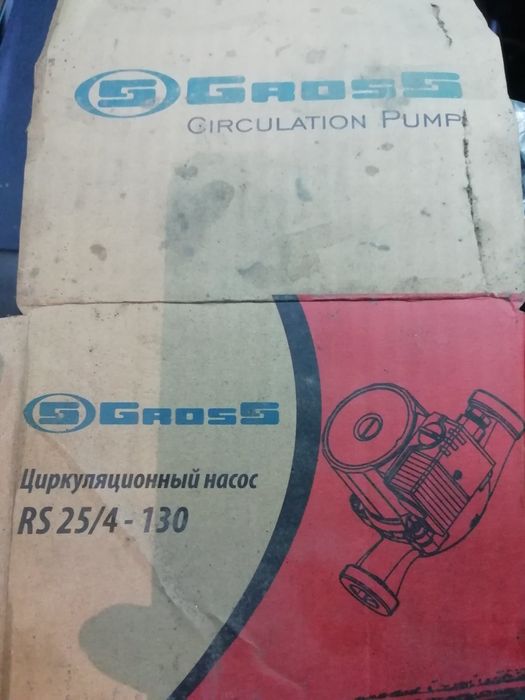 GROSS
CIRCULATION PUMP
GROSS
Циркуляционный насос
RS 25/4 - 130